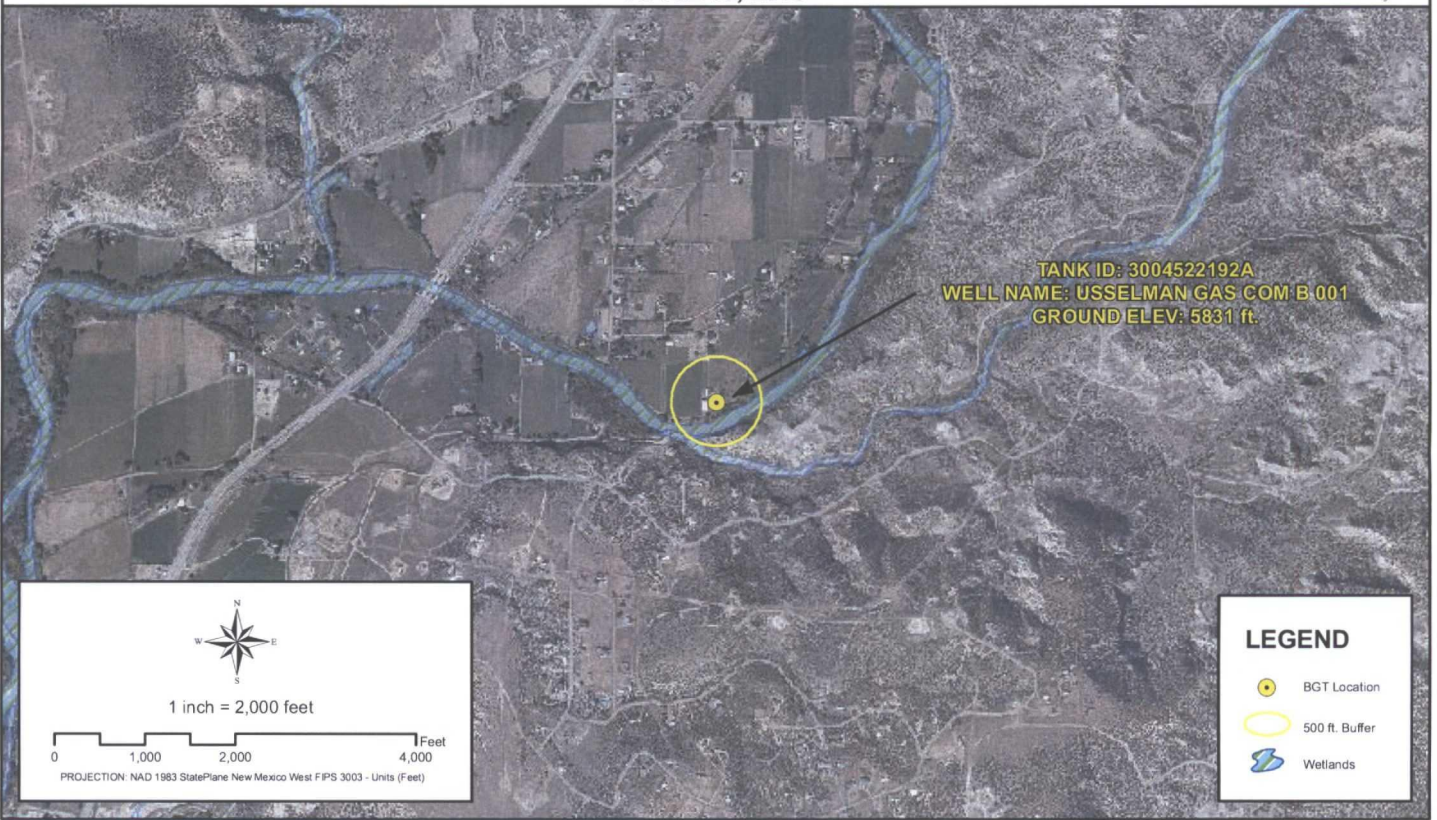 TANK ID: 3004522192A
WELL NAME: USSELMAN GAS COM B 001
GROUND ELEV: 5831 ft.
N
W E
S
1 inch = 2,000 feet
Feet
0 1,000 2,000 4,000
PROJECTION: NAD 1983 StatePlane New Mexico West FIPS 3003 - Units (Feet)
LEGEND
BGT Location
500 ft. Buffer
Wetlands